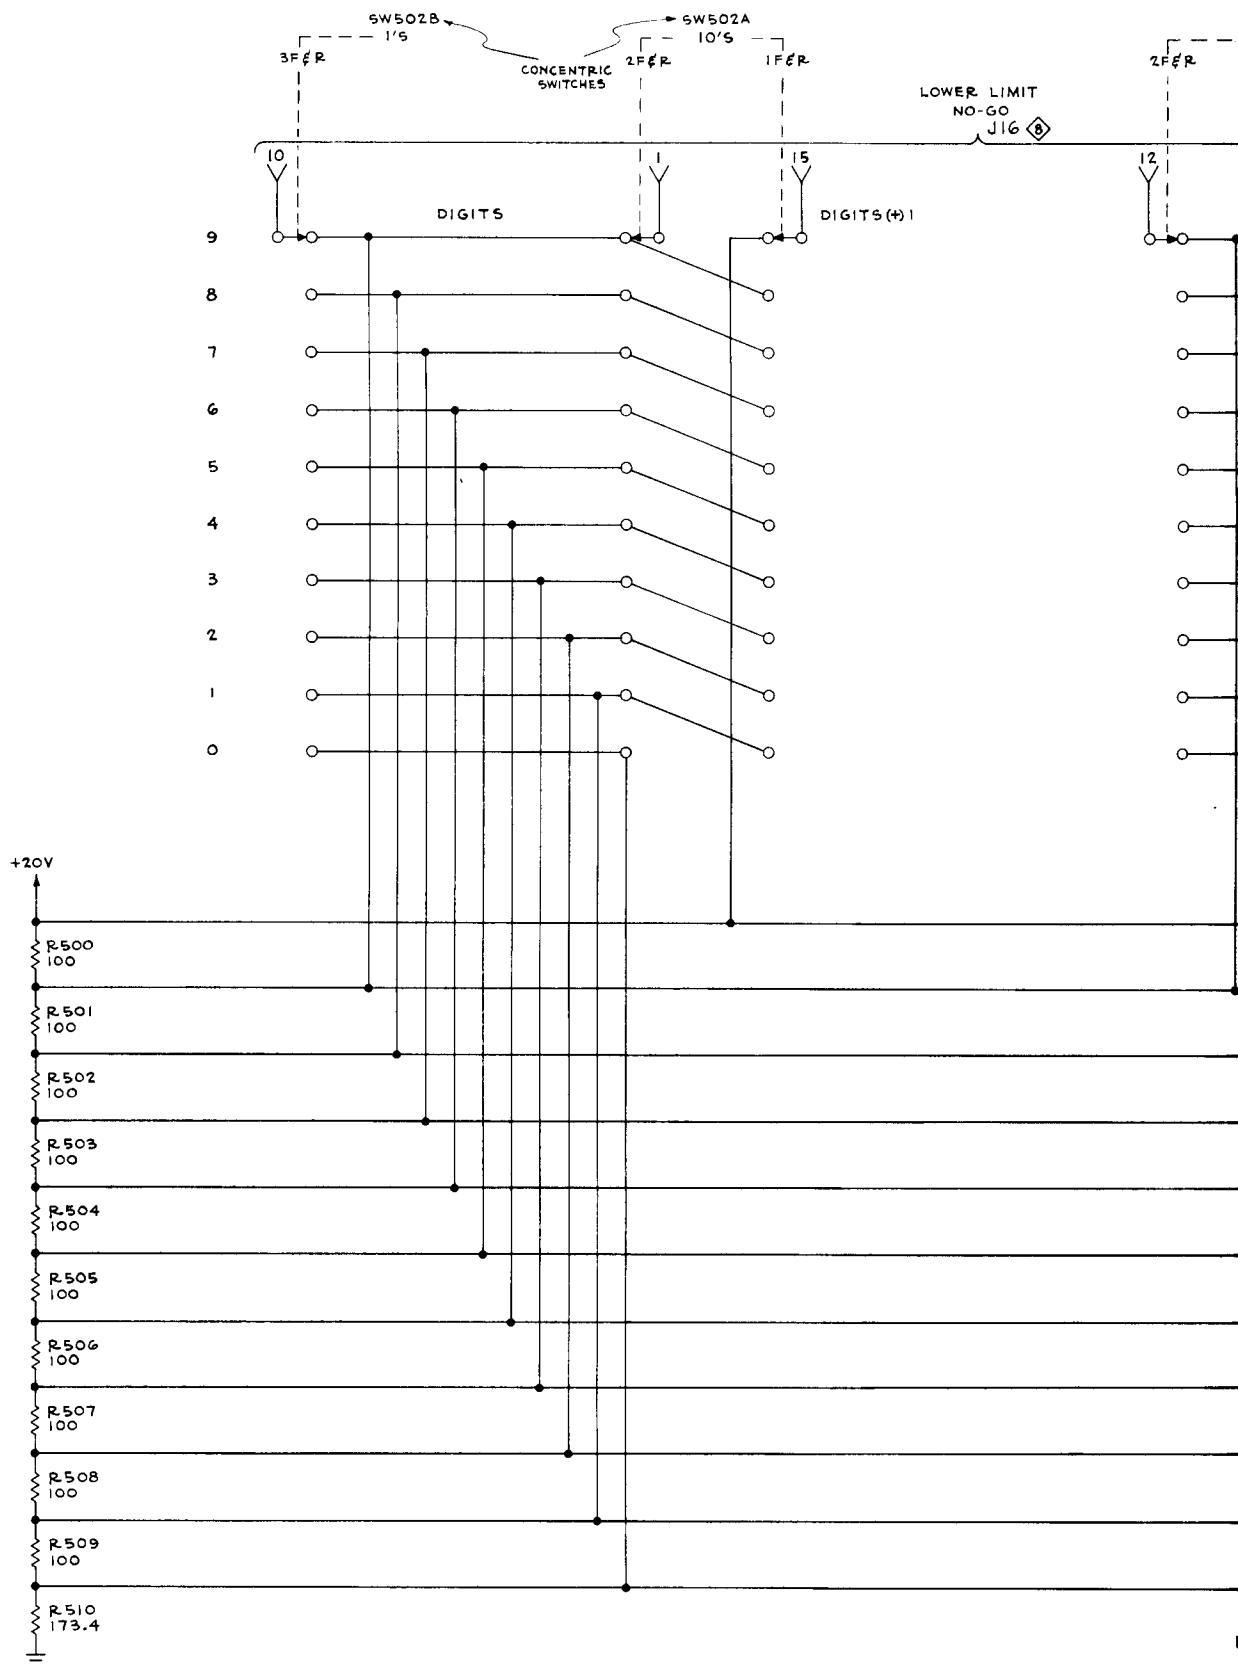 SW502B
1'S
SW502A
10'S
3F&R
CONCENTRIC
SWITCHES
2F&R
1F&R
2F&R
LOWER LIMIT
NO-GO
J16 8
10
1
15
12
DIGITS
DIGITS(+)1
9
8
7
6
5
4
3
2
1
0
+20V
R500
100
R501
100
R502
100
R503
100
R504
100
R505
100
R506
100
R507
100
R508
100
R509
100
R510
173.4